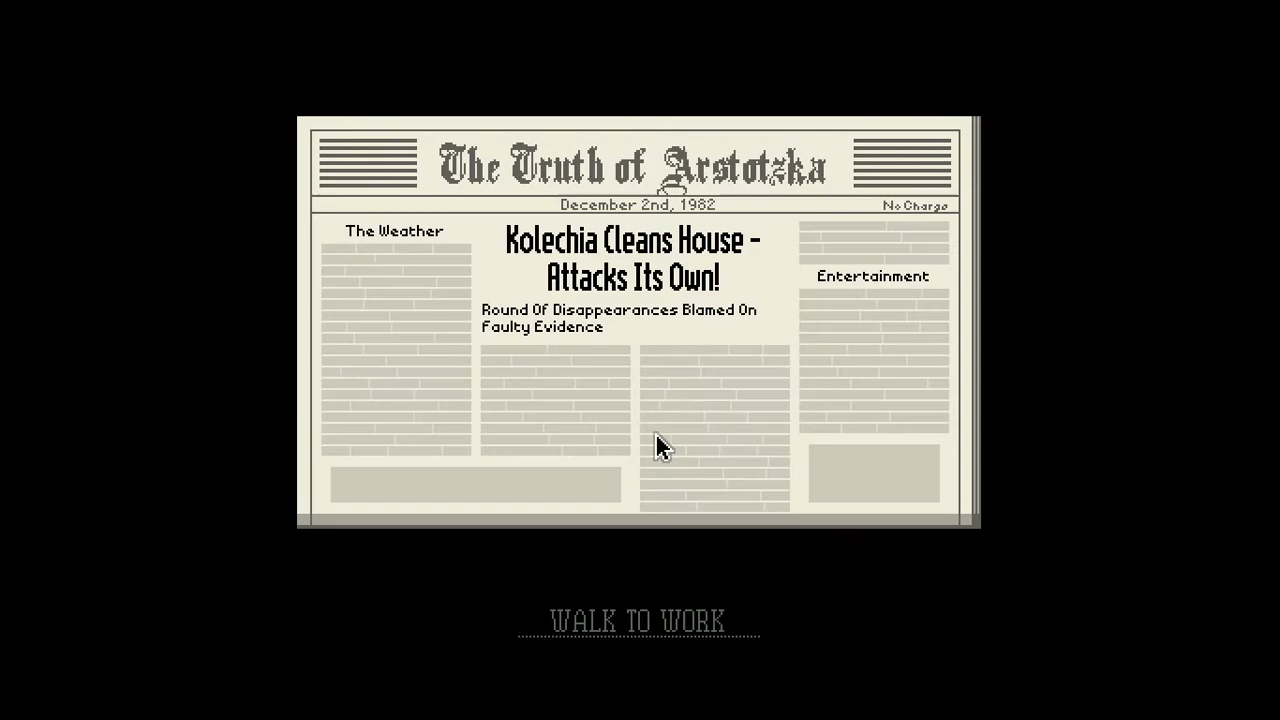 The Truth of Arstotzka
December 2nd, 1982
No Charge
The Weather
Kolechia Cleans House -
Attacks Its Own!
Round Of Disappearances Blamed On
Faulty Evidence
Entertainment
WALK TO WORK